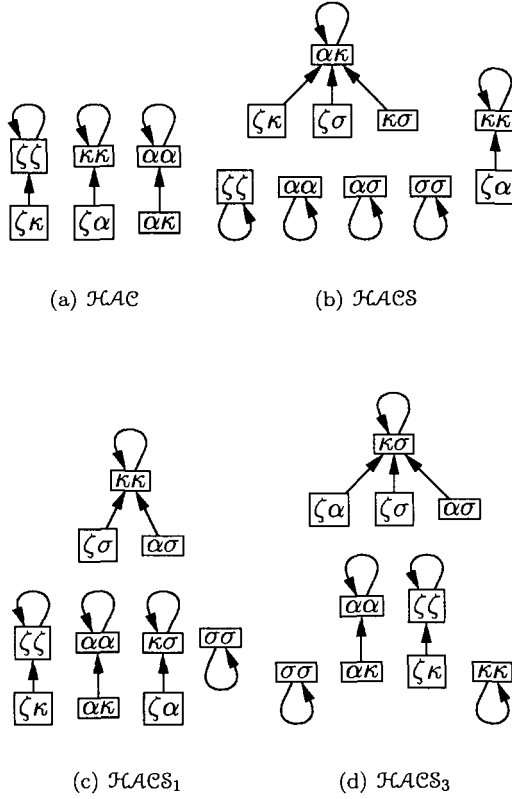 ακ
ζκ ζσ κσ
κκ
ζζ κκ αα
ζκ ζα ακ
ζζ αα ασ σσ
ζα
(a) ℋ𝒜𝒞
(b) ℋ𝒜𝒞𝒮
κκ
ζσ ασ
κσ
ζα ζσ ασ
ζζ αα κσ σσ
ζκ ακ ζα
αα ζζ
σσ ακ ζκ κκ
(c) ℋ𝒜𝒞𝒮₁
(d) ℋ𝒜𝒞𝒮₃